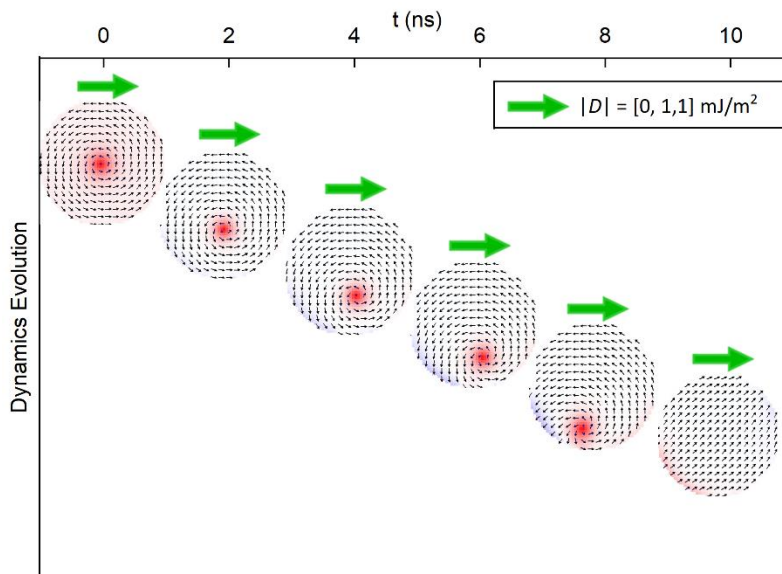 t (ns)
0 2 4 6 8 10
|D| = [0, 1,1] mJ/m²
Dynamics Evolution